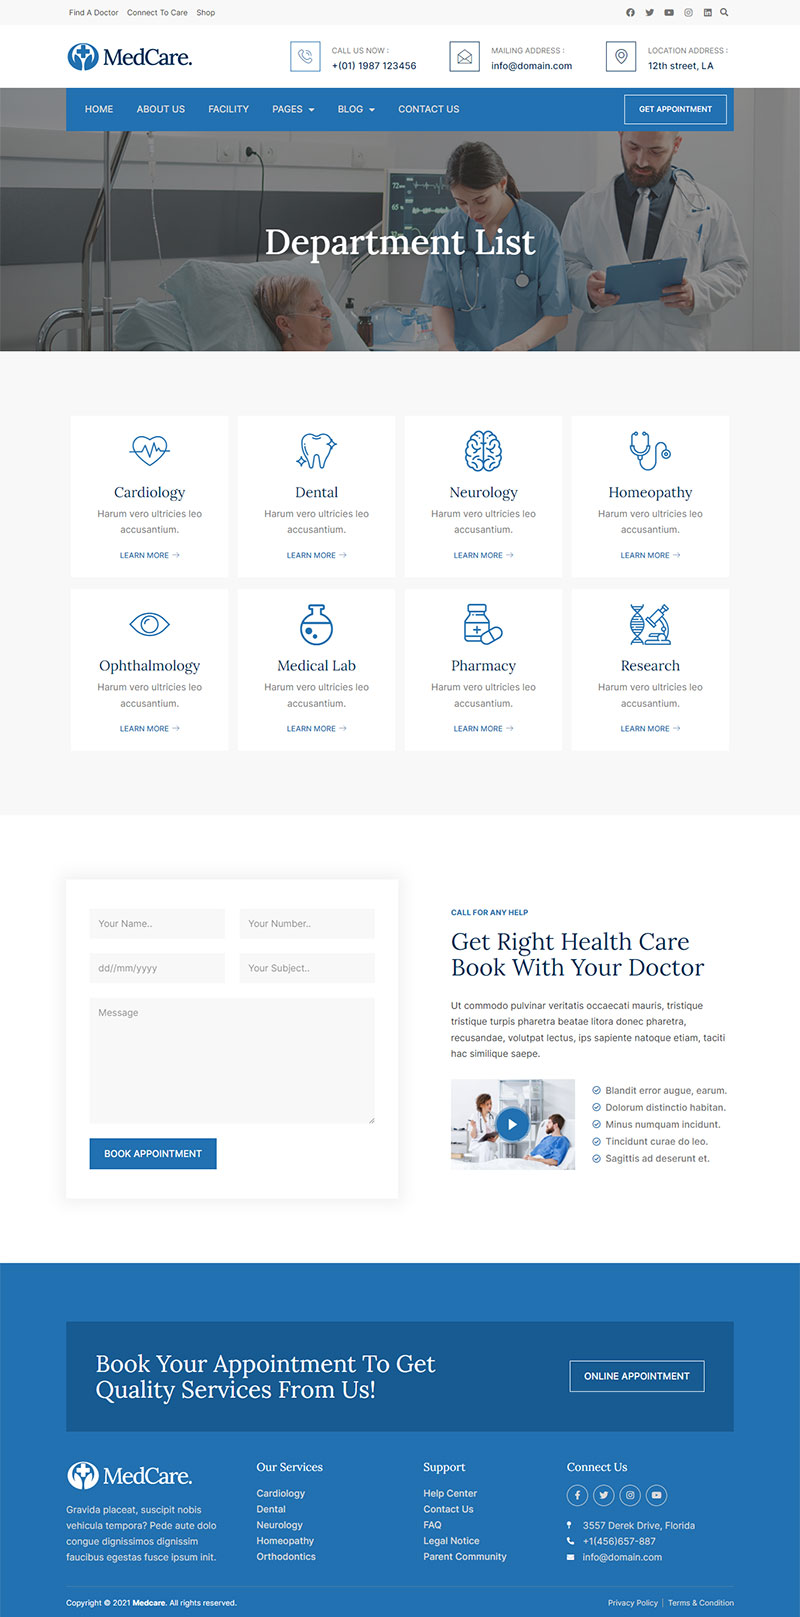 Find A Doctor Connect To Care Shop
MedCare.
CALL US NOW :
+(01) 1987 123456
MAILING ADDRESS :
info@domain.com
LOCATION ADDRESS :
12th street, LA
HOME ABOUT US FACILITY PAGES BLOG CONTACT US
GET APPOINTMENT
Department List
Cardiology
Harum vero ultricies leo
accusantium.
LEARN MORE
Dental
Harum vero ultricies leo
accusantium.
LEARN MORE
Neurology
Harum vero ultricies leo
accusantium.
LEARN MORE
Homeopathy
Harum vero ultricies leo
accusantium.
LEARN MORE
Ophthalmology
Harum vero ultricies leo
accusantium.
LEARN MORE
Medical Lab
Harum vero ultricies leo
accusantium.
LEARN MORE
Pharmacy
Harum vero ultricies leo
accusantium.
LEARN MORE
Research
Harum vero ultricies leo
accusantium.
LEARN MORE
Your Name..
Your Number..
dd//mm/yyyy
Your Subject..
Message
BOOK APPOINTMENT
CALL FOR ANY HELP
Get Right Health Care
Book With Your Doctor
Ut commodo pulvinar veritatis occaecati mauris, tristique
tristique turpis pharetra beatae litora donec pharetra,
recusandae, volutpat lectus, ips sapiente natoque etiam, taciti
hac similique saepe.
Blandit error augue, earum.
Dolorum distinctio habitan.
Minus numquam incidunt.
Tincidunt curae do leo.
Sagittis ad deserunt et.
Book Your Appointment To Get
Quality Services From Us!
ONLINE APPOINTMENT
MedCare.
Gravida placeat, suscipit nobis
vehicula tempora? Pede aute dolo
congue dignissimos dignissim
faucibus egestas fusce ipsum init.
Our Services
Cardiology
Dental
Neurology
Homeopathy
Orthodontics
Support
Help Center
Contact Us
FAQ
Legal Notice
Parent Community
Connect Us
3557 Derek Drive, Florida
+1(456)657-887
info@domain.com
Copyright © 2021 Medcare. All rights reserved.
Privacy Policy | Terms & Condition